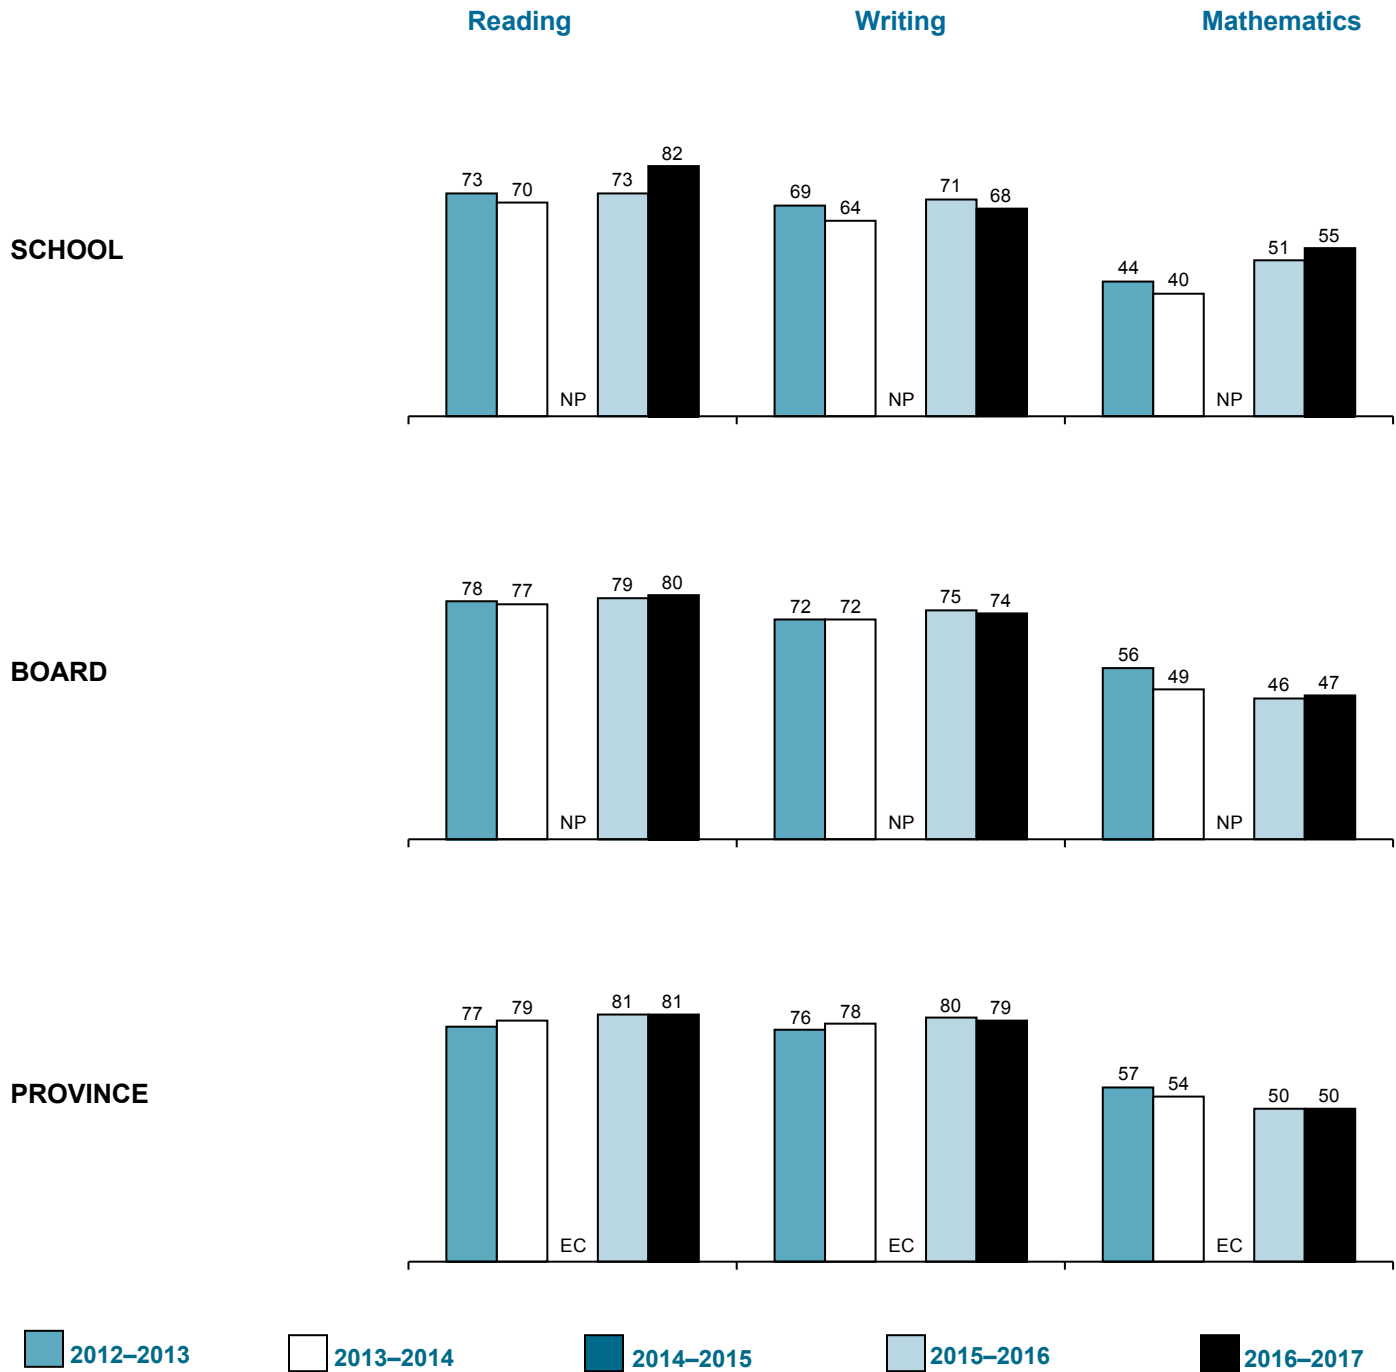 Reading Writing Mathematics
SCHOOL
73 70 NP 73 82 69 64 NP 71 68 44 40 NP 51 55
BOARD
78 77 NP 79 80 72 72 NP 75 74 56 49 NP 46 47
PROVINCE
77 79 EC 81 81 76 78 EC 80 79 57 54 EC 50 50
2012–2013 2013–2014 2014–2015 2015–2016 2016–2017